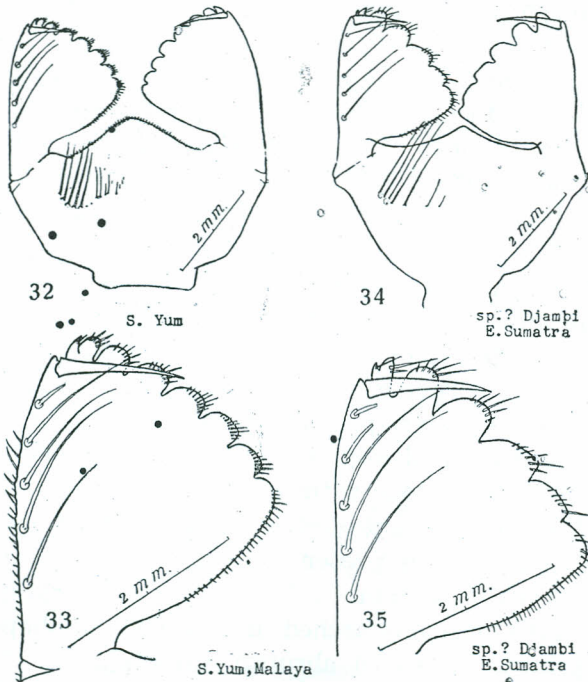 2 mm.
32
S. Yum
2 mm.
34
sp.? Djambi
E.Sumatra
2 mm.
33
S.Yum,Malaya
2 mm.
35
sp.? Djambi
E.Sumatra